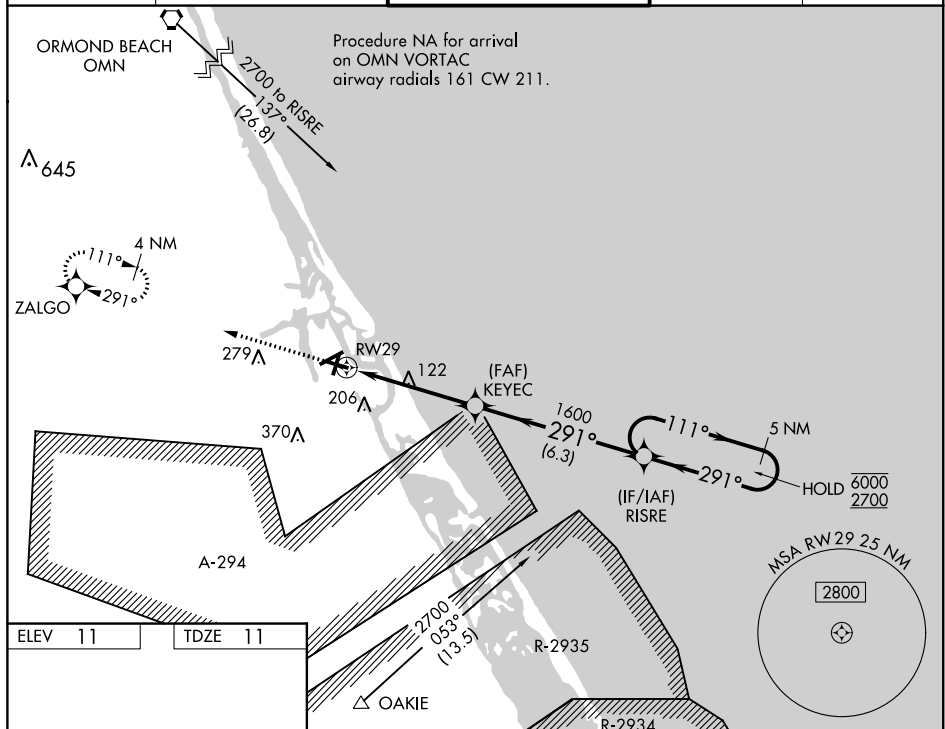 ORMOND BEACH
OMN
Procedure NA for arrival
on OMN VORTAC
airway radials 161 CW 211.
2700 to RISRE
137°
(26.8)
645
4 NM
111°
291°
ZALGO
279
RW29
122
(FAF)
KEYEC
206
370
1600
291°
(6.3)
111°
5 NM
291°
HOLD 6000
2700
(IF/IAF)
RISRE
MSA RW29 25 NM
2800
A-294
2700
053°
(13.5)
R-2935
OAKIE
R-2934
ELEV 11
TDZE 11